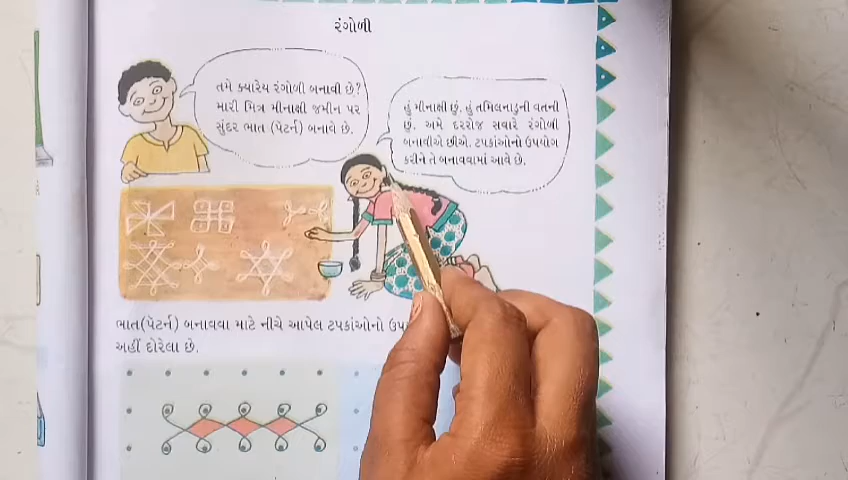 રંગોળી
તમે ક્યારેય રંગોળી બનાવી છે?
મારી મિત્ર મીનાક્ષી જમીન પર
સુંદર ભાત (પેટર્ન) બનાવે છે.
હું મીનાક્ષી છું. હું તમિલનાડુની વતની
છું. અમે દરરોજ સવારે રંગોળી
બનાવીએ છીએ. ટપકાંઓનો ઉપયોગ
કરીને તે બનાવવામાં આવે છે.
ભાત(પેટર્ન) બનાવવા માટે નીચે આપેલ ટપકાંઓનો
અહીં દોરેલા છે.